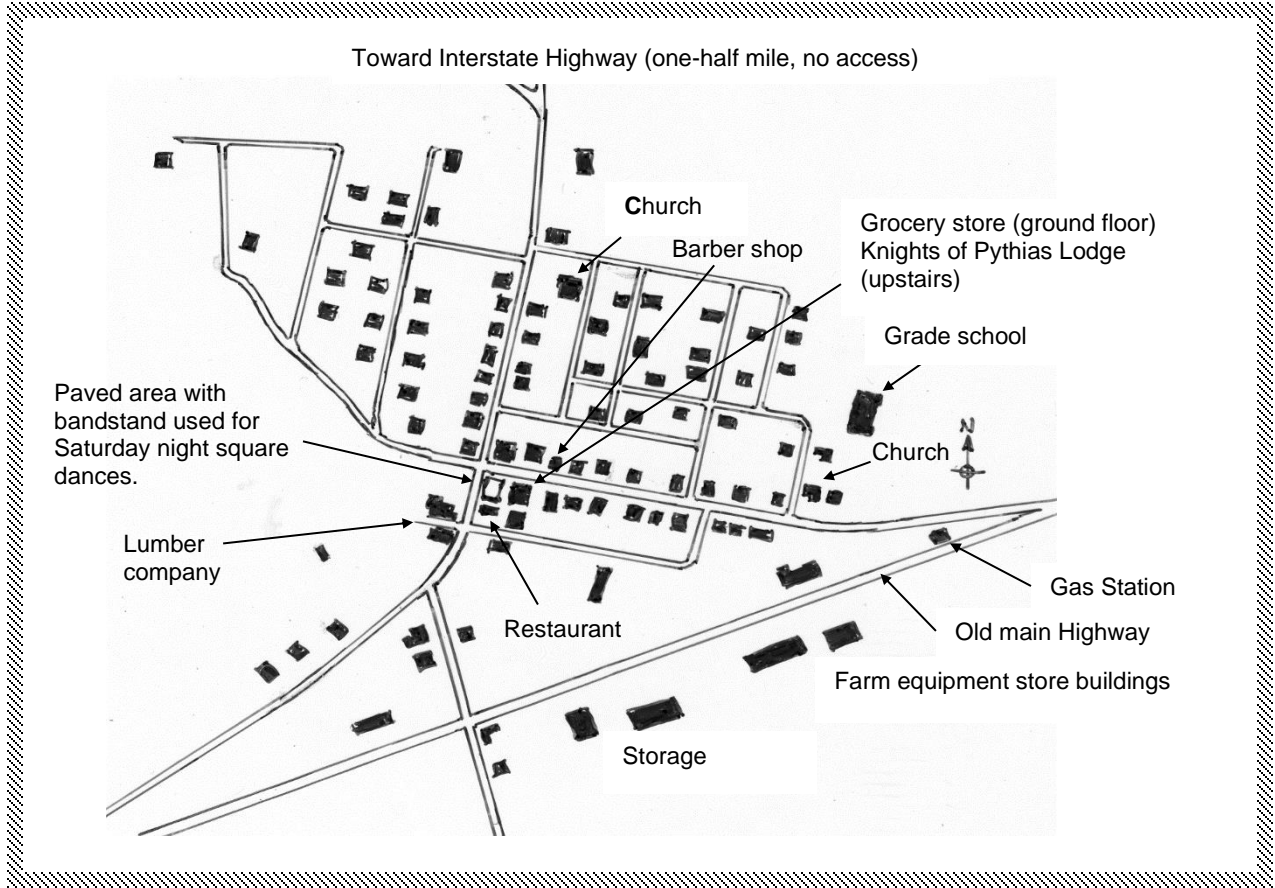 Toward Interstate Highway (one-half mile, no access)
Church
Barber shop
Grocery store (ground floor)
Knights of Pythias Lodge
(upstairs)
Grade school
Paved area with
bandstand used for
Saturday night square
dances.
N
Church
Lumber
company
Gas Station
Restaurant
Old main Highway
Farm equipment store buildings
Storage